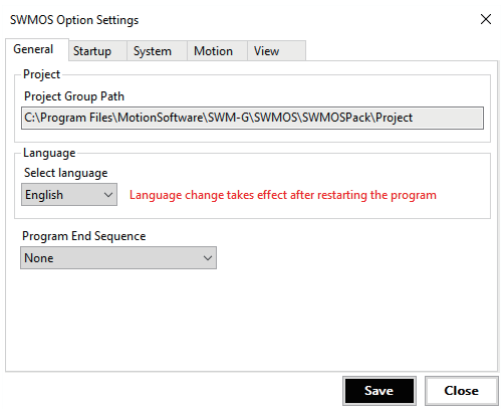 SWMOS Option Settings
General Startup System Motion View
Project
Project Group Path
C:\Program Files\MotionSoftware\SWM-G\SWMOS\SWMOSPack\Project
Language
Select language
English Language change takes effect after restarting the program
Program End Sequence
None
Save Close